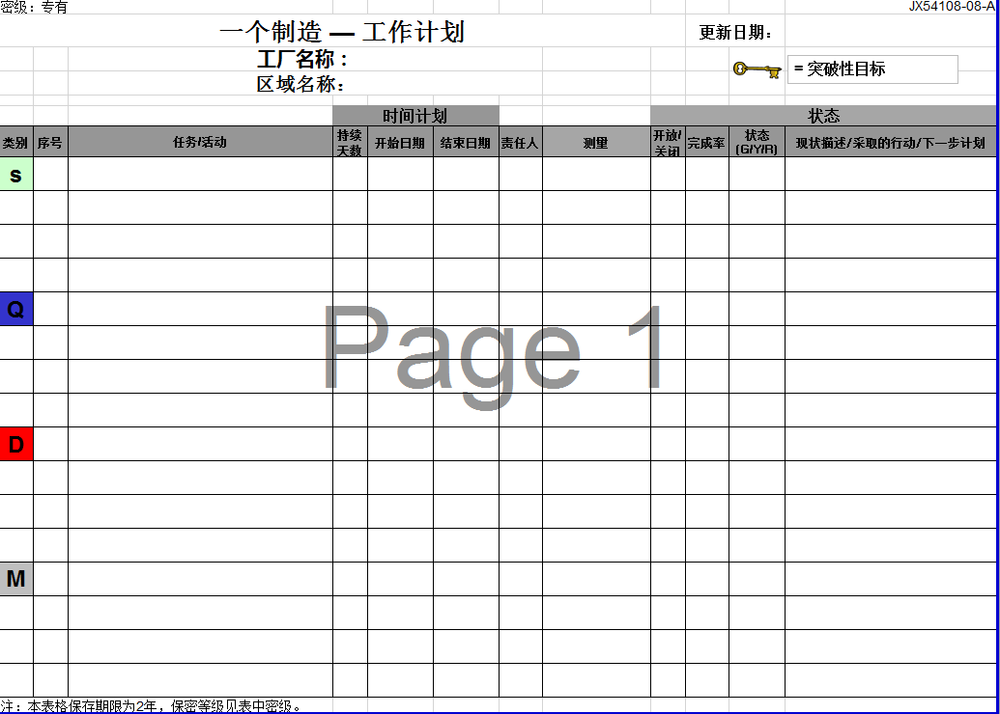 密级：专有
JX54108-08-A
一个制造 — 工作计划
更新日期：
工厂名称：
= 突破性目标
区域名称：
时间计划
状态
类别
序号
任务/活动
持续
天数
开始日期
结束日期
责任人
测量
开放/
关闭
完成率
状态
(G/Y/R)
现状描述/采取的行动/下一步计划
s
Q
Page 1
D
M
注：本表格保存期限为2年，保密等级见表中密级。